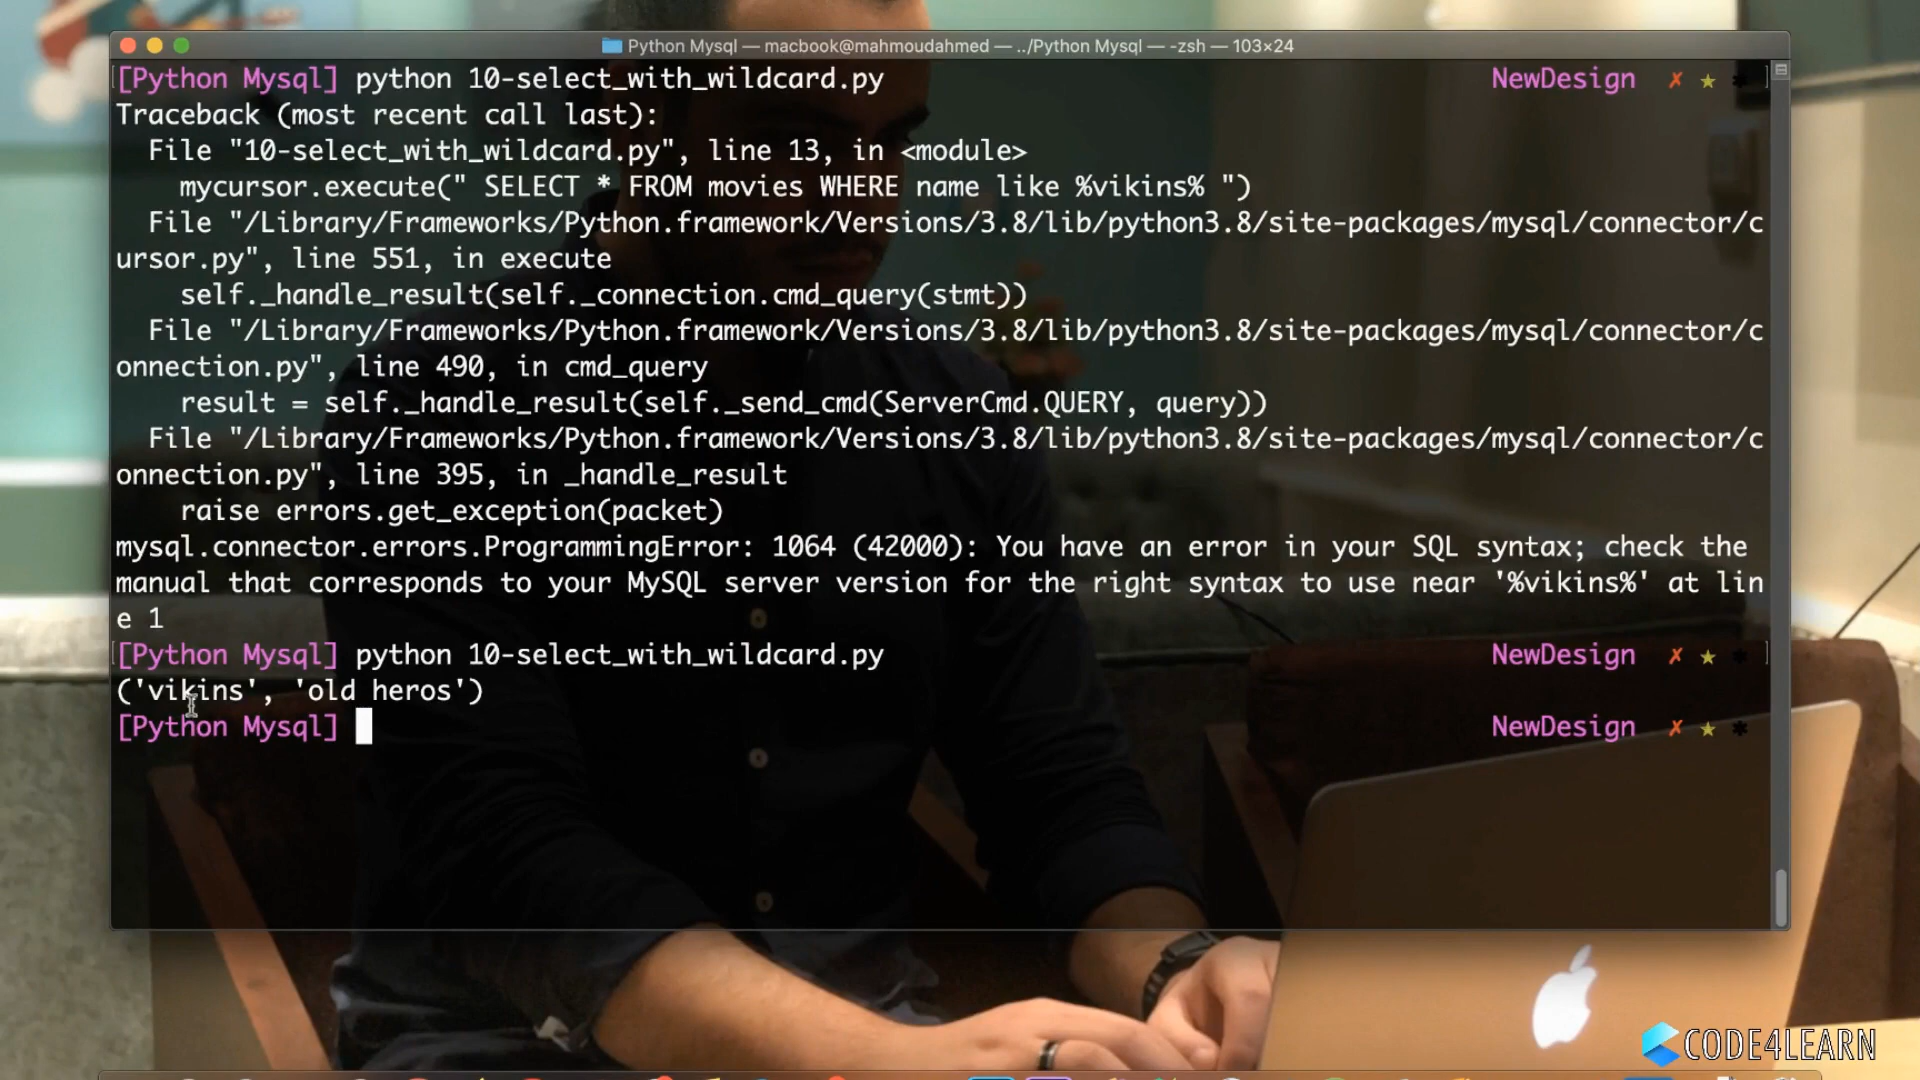 Python Mysql — macbook@mahmoudahmed — ../Python Mysql — -zsh — 103×24
[Python Mysql] python 10-select_with_wildcard.py NewDesign ✗ ★ ✱
Traceback (most recent call last):
  File "10-select_with_wildcard.py", line 13, in <module>
    mycursor.execute(" SELECT * FROM movies WHERE name like %vikins% ")
  File "/Library/Frameworks/Python.framework/Versions/3.8/lib/python3.8/site-packages/mysql/connector/c
ursor.py", line 551, in execute
    self._handle_result(self._connection.cmd_query(stmt))
  File "/Library/Frameworks/Python.framework/Versions/3.8/lib/python3.8/site-packages/mysql/connector/c
onnection.py", line 490, in cmd_query
    result = self._handle_result(self._send_cmd(ServerCmd.QUERY, query))
  File "/Library/Frameworks/Python.framework/Versions/3.8/lib/python3.8/site-packages/mysql/connector/c
onnection.py", line 395, in _handle_result
    raise errors.get_exception(packet)
mysql.connector.errors.ProgrammingError: 1064 (42000): You have an error in your SQL syntax; check the
manual that corresponds to your MySQL server version for the right syntax to use near '%vikins%' at lin
e 1
[Python Mysql] python 10-select_with_wildcard.py NewDesign ✗ ★ ✱
('vikins', 'old heros')
[Python Mysql] NewDesign ✗ ★ ✱
CODE4LEARN